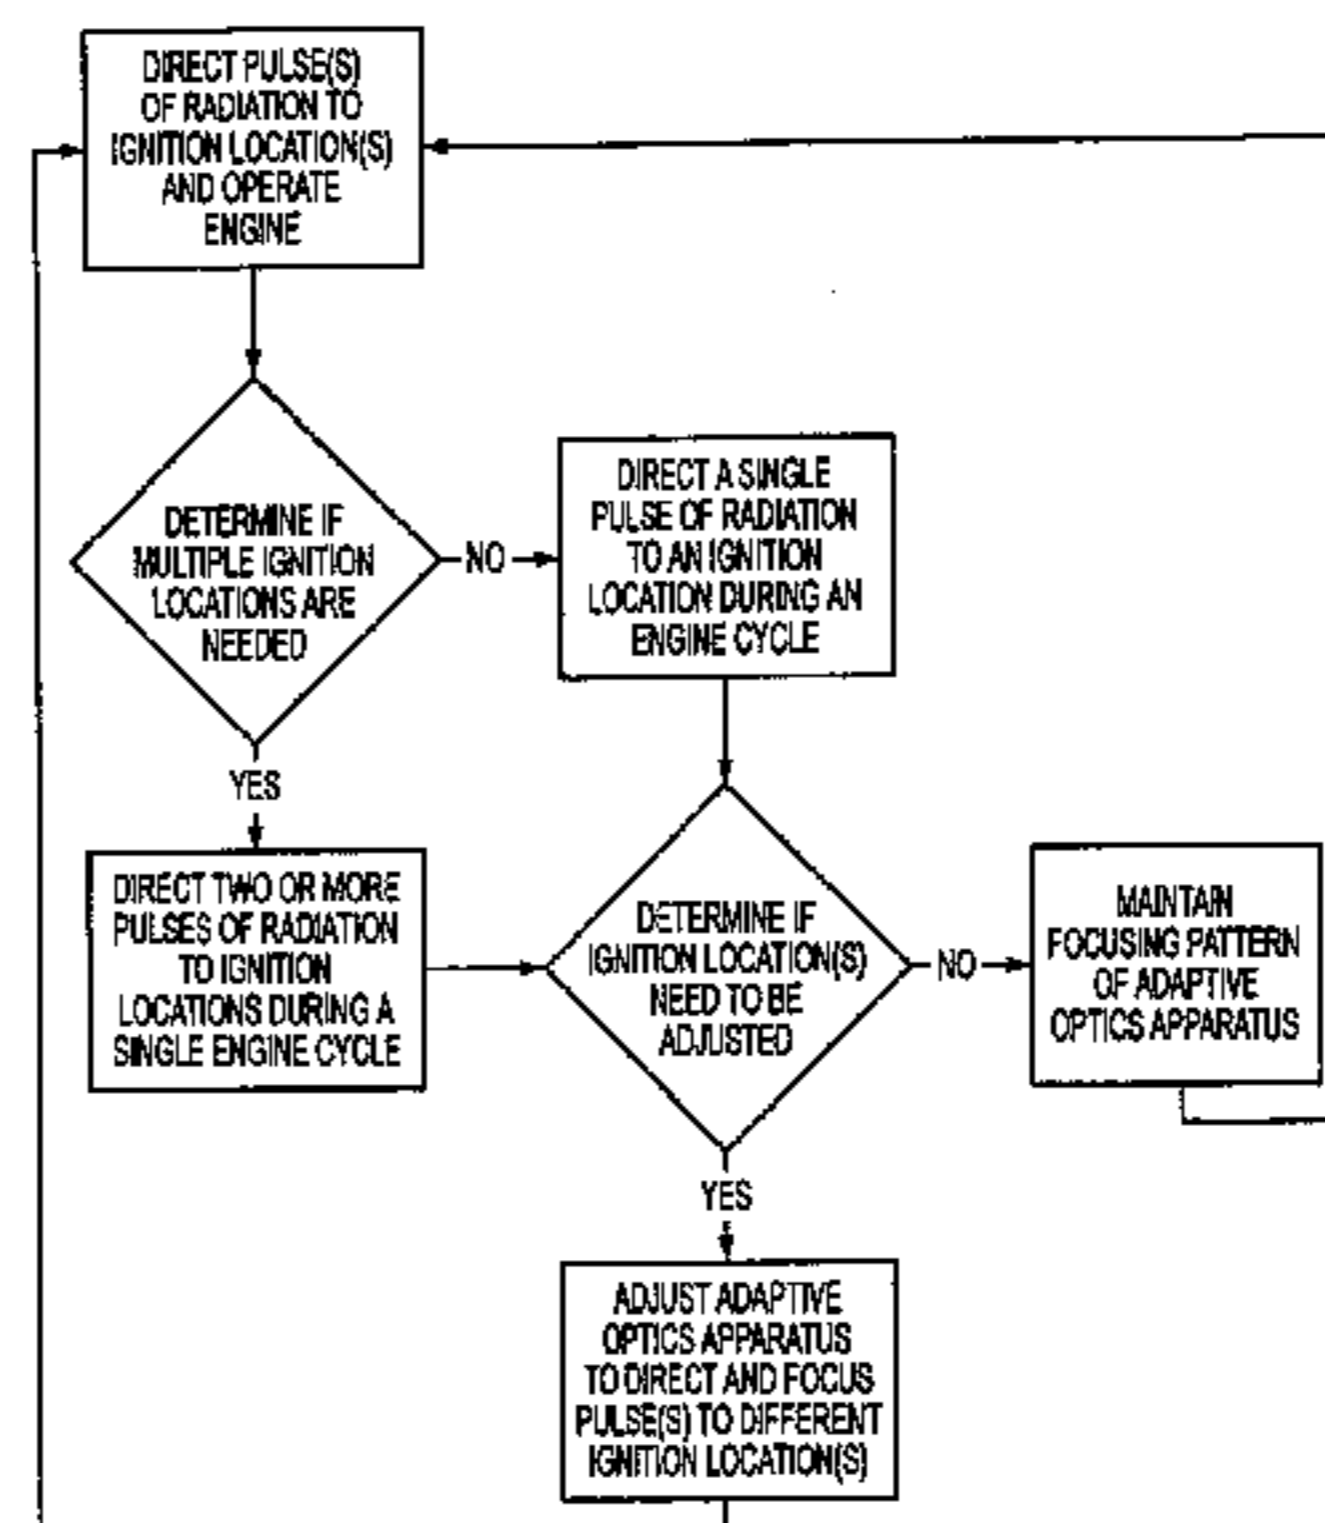 DIRECT PULSE(S)
OF RADIATION TO
IGNITION LOCATION(S)
AND OPERATE
ENGINE
DETERMINE IF
MULTIPLE IGNITION
LOCATIONS ARE
NEEDED
NO
DIRECT A SINGLE
PULSE OF RADIATION
TO AN IGNITION
LOCATION DURING AN
ENGINE CYCLE
YES
DIRECT TWO OR MORE
PULSES OF RADIATION
TO IGNITION
LOCATIONS DURING A
SINGLE ENGINE CYCLE
DETERMINE IF
IGNITION LOCATION(S)
NEED TO BE
ADJUSTED
NO
MAINTAIN
FOCUSING PATTERN
OF ADAPTIVE
OPTICS APPARATUS
YES
ADJUST ADAPTIVE
OPTICS APPARATUS
TO DIRECT AND FOCUS
PULSE(S) TO DIFFERENT
IGNITION LOCATION(S)